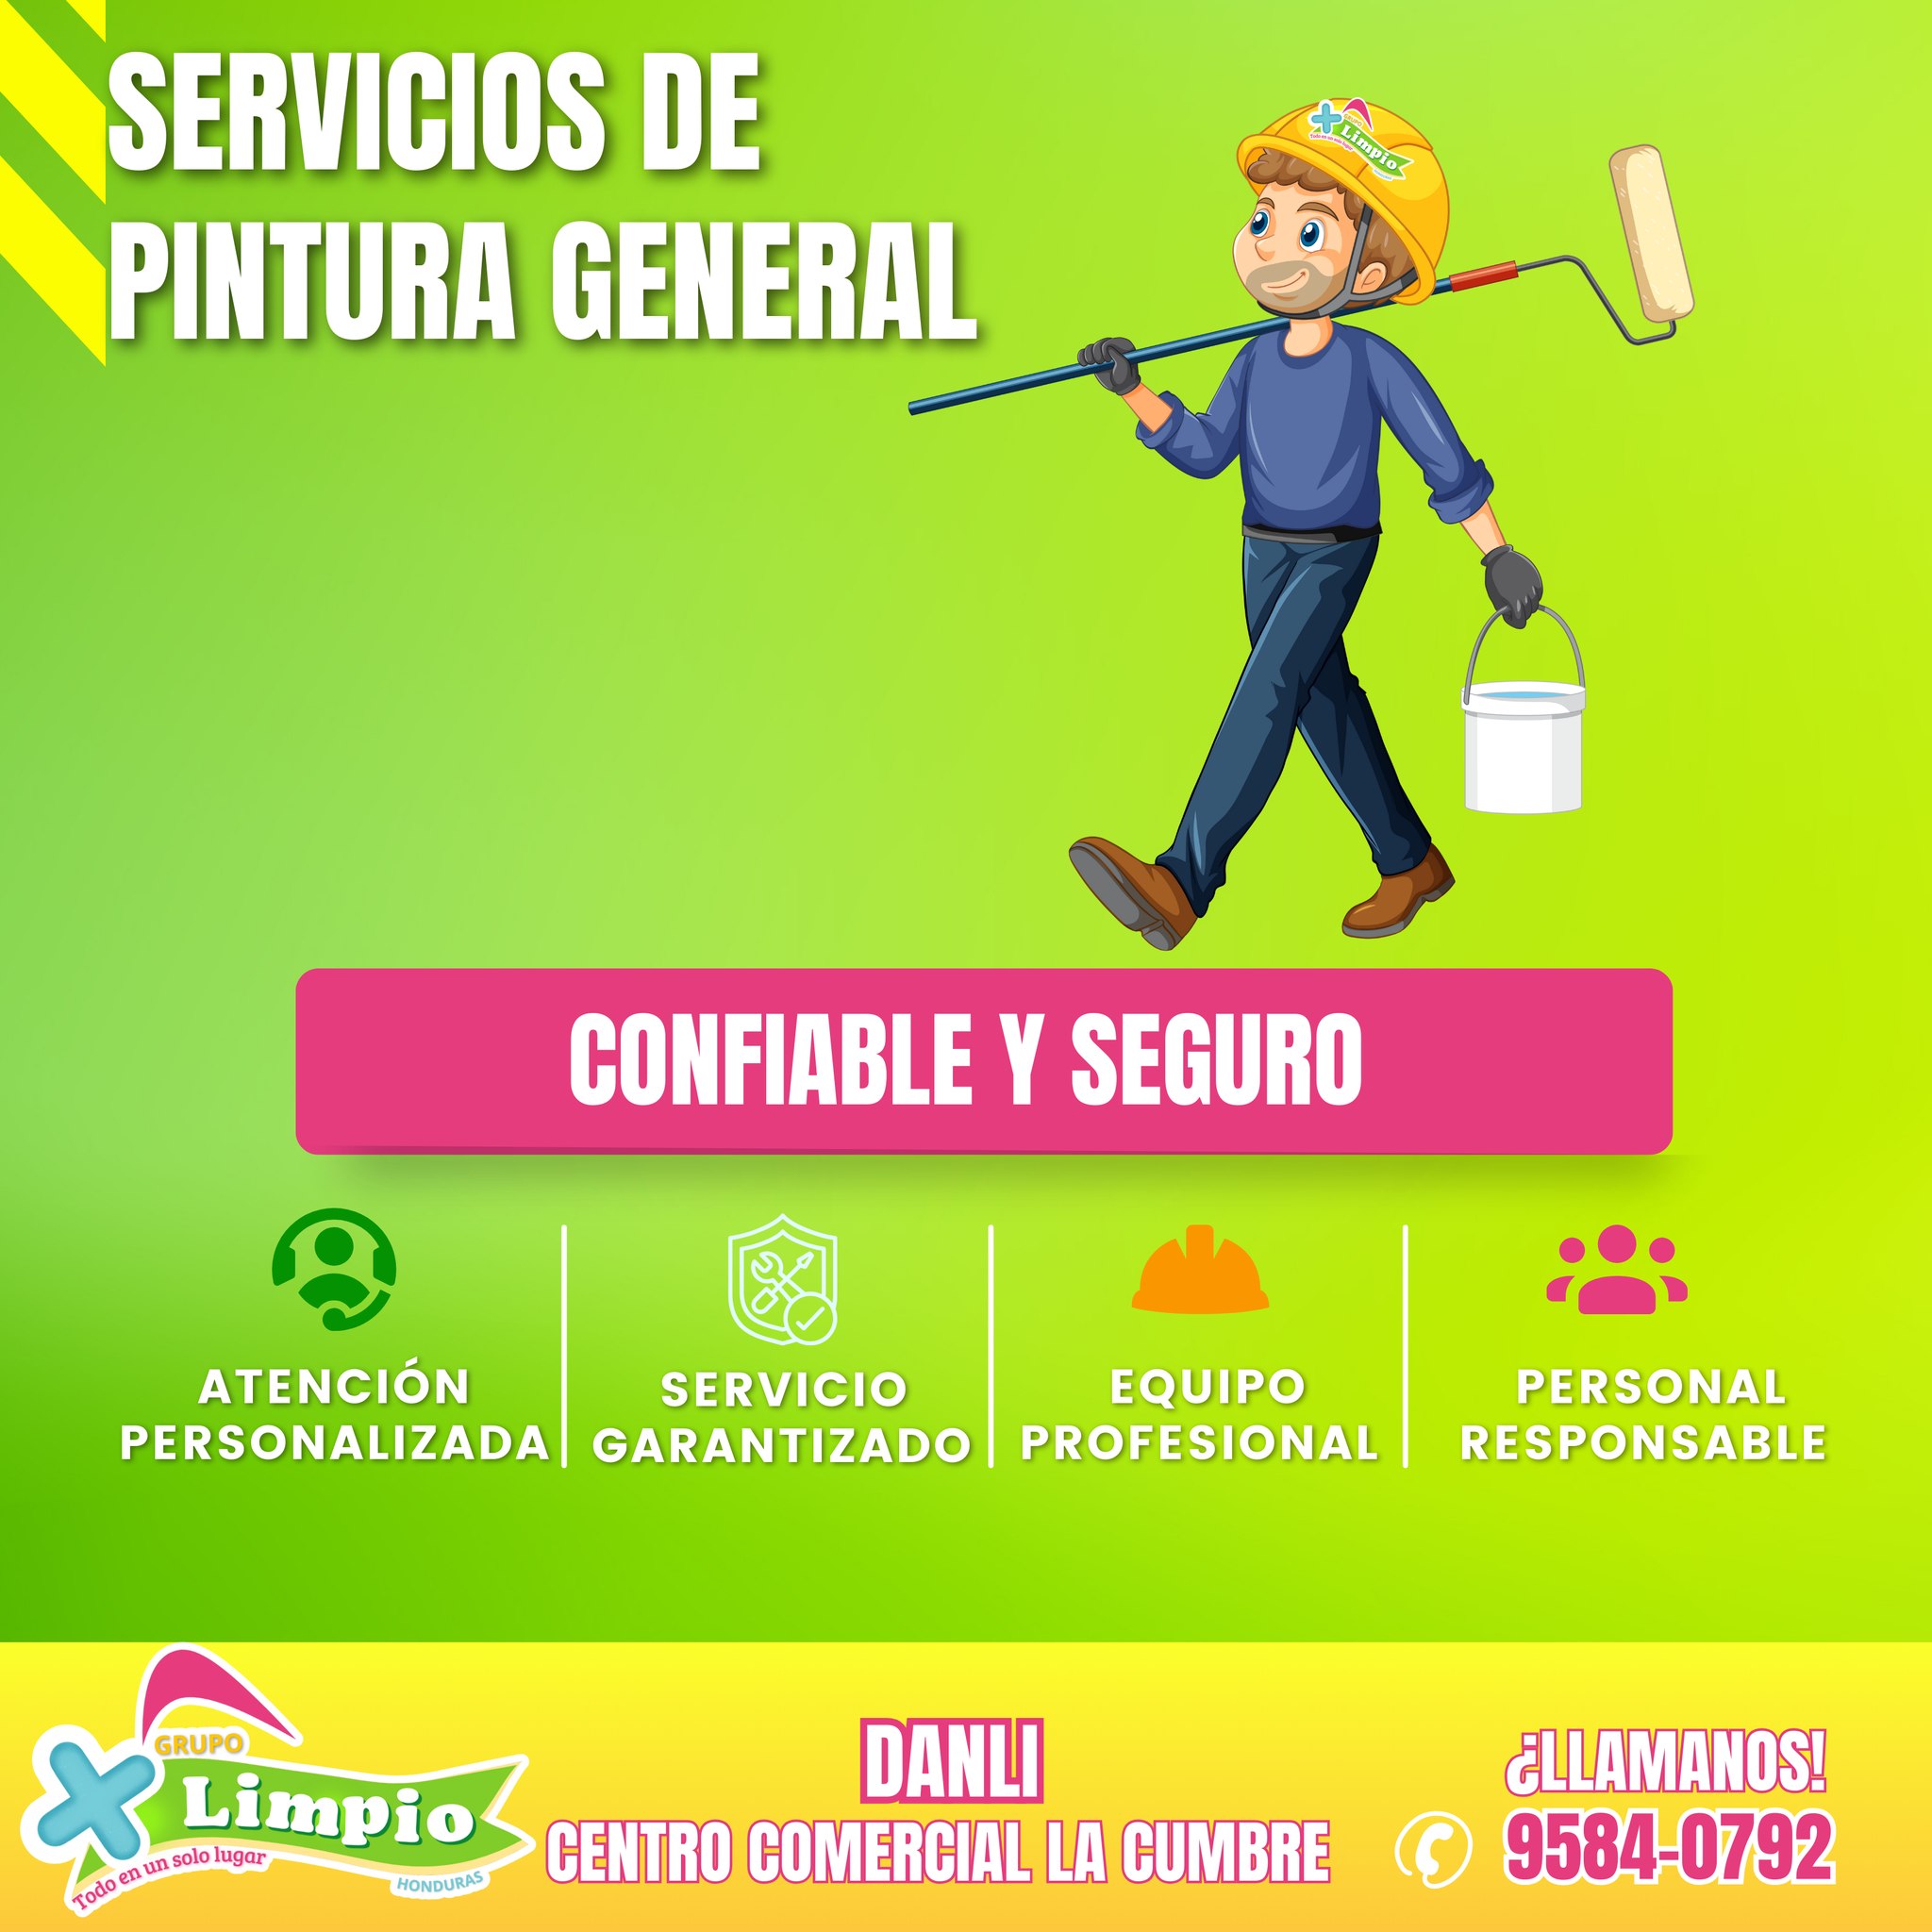 SERVICIOS DE
PINTURA GENERAL
Limpio
CONFIABLE Y SEGURO
ATENCIÓN
PERSONALIZADA
SERVICIO
GARANTIZADO
EQUIPO
PROFESIONAL
PERSONAL
RESPONSABLE
GRUPO
Limpio
Todo en un solo lugar
HONDURAS
DANLI
CENTRO COMERCIAL LA CUMBRE
¿LLAMANOS!
9584-0792